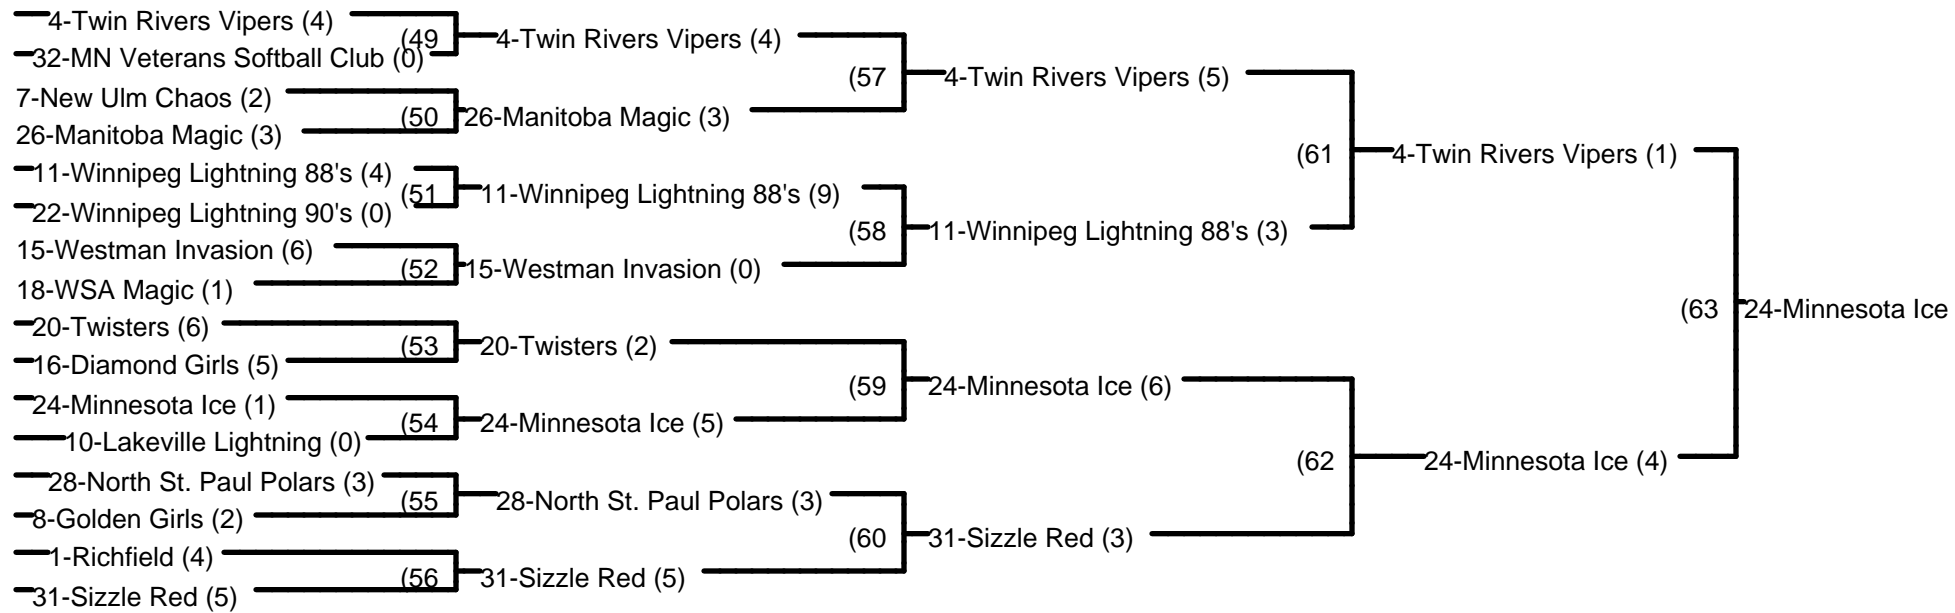 4-Twin Rivers Vipers (4)
(49
32-MN Veterans Softball Club (0)
4-Twin Rivers Vipers (4)
(57
7-New Ulm Chaos (2)
(50
26-Manitoba Magic (3)
26-Manitoba Magic (3)
4-Twin Rivers Vipers (5)
(61
11-Winnipeg Lightning 88's (4)
(51
22-Winnipeg Lightning 90's (0)
11-Winnipeg Lightning 88's (9)
(58
15-Westman Invasion (6)
(52
18-WSA Magic (1)
15-Westman Invasion (0)
11-Winnipeg Lightning 88's (3)
4-Twin Rivers Vipers (1)
(63
24-Minnesota Ice
20-Twisters (6)
(53
16-Diamond Girls (5)
20-Twisters (2)
(59
24-Minnesota Ice (1)
(54
10-Lakeville Lightning (0)
24-Minnesota Ice (5)
24-Minnesota Ice (6)
(62
28-North St. Paul Polars (3)
(55
8-Golden Girls (2)
28-North St. Paul Polars (3)
(60
1-Richfield (4)
(56
31-Sizzle Red (5)
31-Sizzle Red (5)
31-Sizzle Red (3)
24-Minnesota Ice (4)